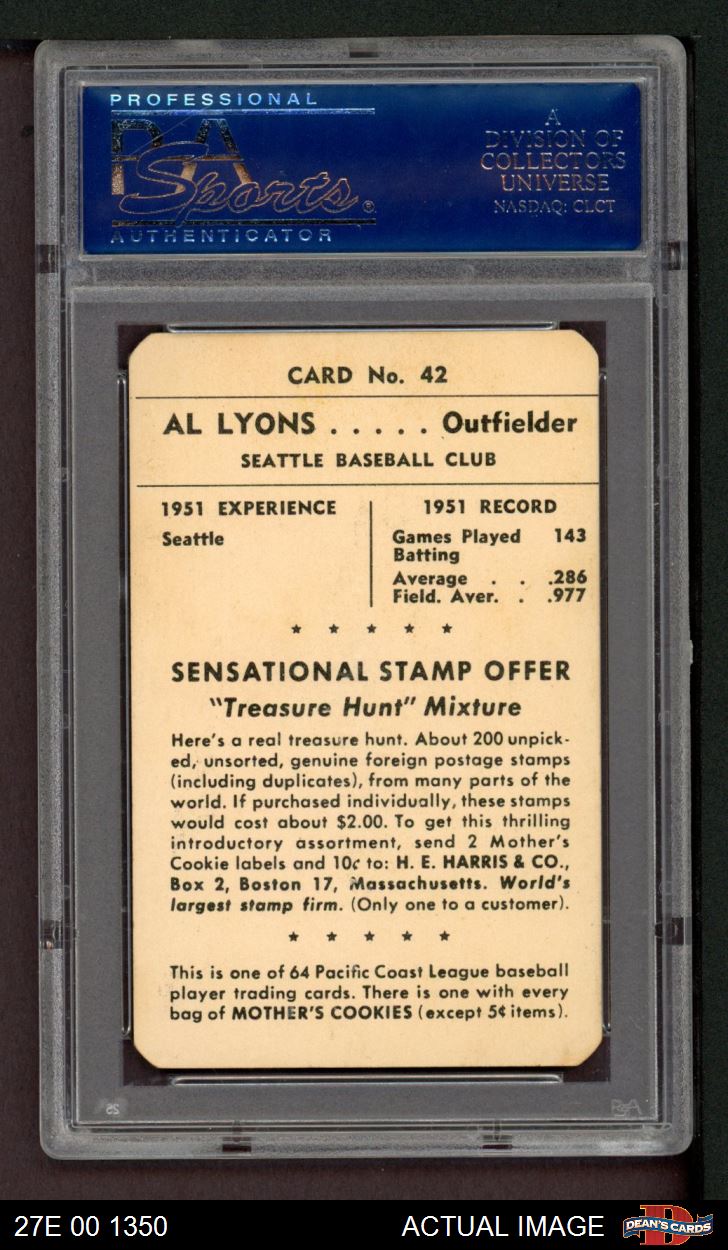 PROFESSIONAL
PSA
Sports®
AUTHENTICATOR
A
DIVISION OF
COLLECTORS
UNIVERSE
NASDAQ: CLCT
CARD No. 42
AL LYONS . . . . . Outfielder
SEATTLE BASEBALL CLUB
1951 EXPERIENCE
Seattle
1951 RECORD
Games Played 143
Batting
Average . . .286
Field. Aver. . .977
★ ★ ★ ★ ★
SENSATIONAL STAMP OFFER
"Treasure Hunt" Mixture
Here's a real treasure hunt. About 200 unpick-
ed, unsorted, genuine foreign postage stamps
(including duplicates), from many parts of the
world. If purchased individually, these stamps
would cost about $2.00. To get this thrilling
introductory assortment, send 2 Mother's
Cookie labels and 10c to: H. E. HARRIS & CO.,
Box 2, Boston 17, Massachusetts. World's
largest stamp firm. (Only one to a customer).
★ ★ ★ ★ ★
This is one of 64 Pacific Coast League baseball
player trading cards. There is one with every
bag of MOTHER'S COOKIES (except 5¢ items).
25
PSA
27E 00 1350
ACTUAL IMAGE
DEAN'S CARDS